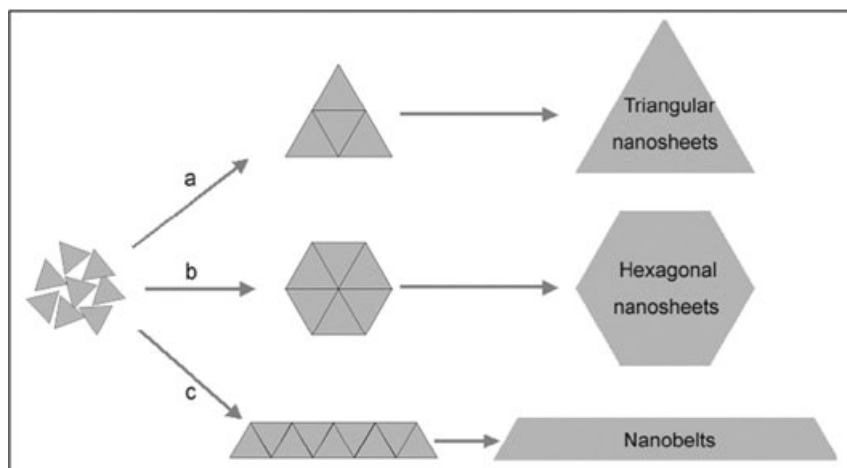 Triangular
nanosheets
a
b
Hexagonal
nanosheets
c
Nanobelts